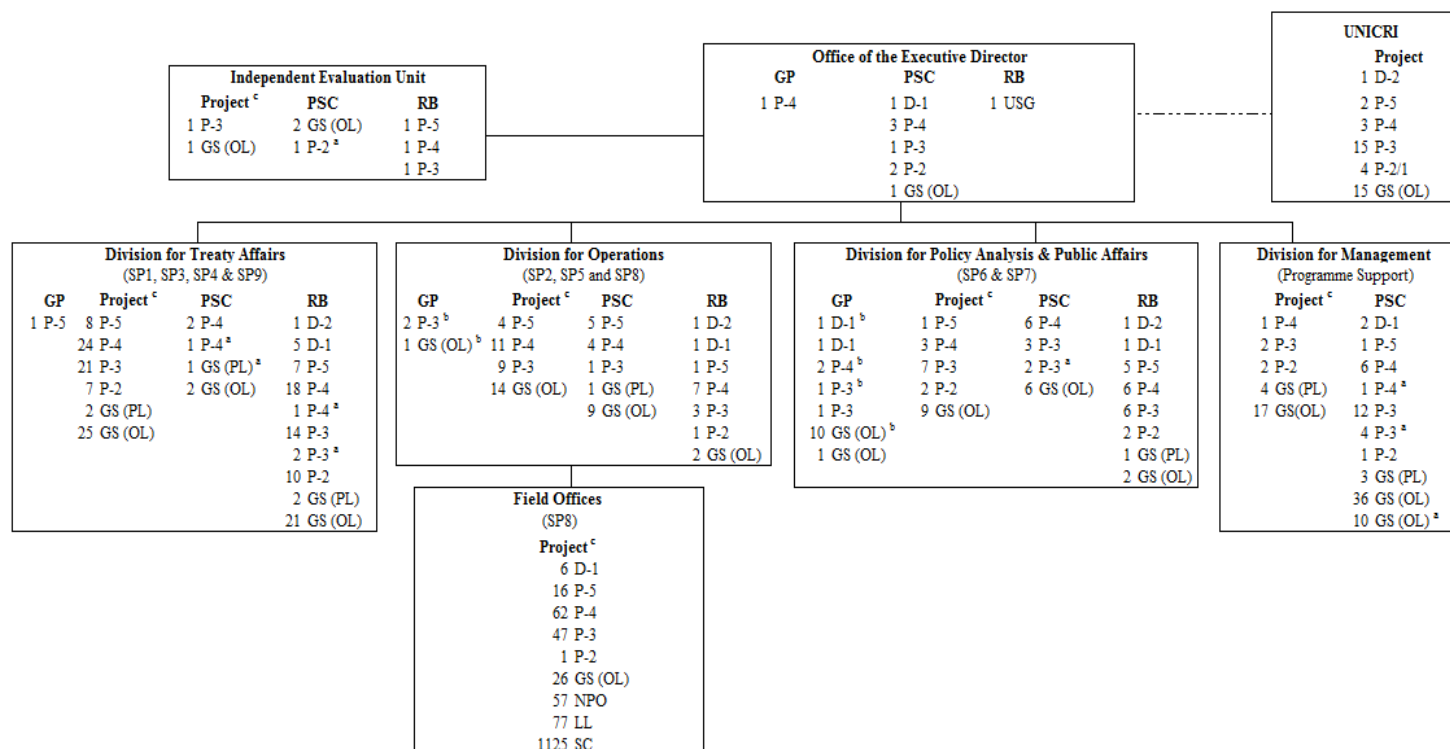 UNICRI
Project
1 D-2
2 P-5
3 P-4
15 P-3
4 P-2/1
15 GS (OL)
Office of the Executive Director
GP PSC RB
1 P-4 1 D-1 1 USG
3 P-4
1 P-3
2 P-2
1 GS (OL)
Independent Evaluation Unit
Project c PSC RB
1 P-3 2 GS (OL) 1 P-5
1 GS (OL) 1 P-2 a 1 P-4
1 P-3
Division for Treaty Affairs
(SP1, SP3, SP4 & SP9)
GP Project c PSC RB
1 P-5 8 P-5 2 P-4 1 D-2
24 P-4 1 P-4 a 5 D-1
21 P-3 1 GS (PL) a 7 P-5
7 P-2 2 GS (OL) 18 P-4
2 GS (PL) 1 P-4 a
25 GS (OL) 14 P-3
2 P-3 a
10 P-2
2 GS (PL)
21 GS (OL)
Division for Operations
(SP2, SP5 and SP8)
GP Project c PSC RB
2 P-3 b 4 P-5 5 P-5 1 D-2
1 GS (OL) b 11 P-4 4 P-4 1 D-1
9 P-3 1 P-3 1 P-5
14 GS (OL) 1 GS (PL) 7 P-4
9 GS (OL) 3 P-3
1 P-2
2 GS (OL)
Division for Policy Analysis & Public Affairs
(SP6 & SP7)
GP Project c PSC RB
1 D-1 b 1 P-5 6 P-4 1 D-2
1 D-1 3 P-4 3 P-3 1 D-1
2 P-4 b 7 P-3 2 P-3 a 5 P-5
1 P-3 b 2 P-2 6 GS (OL) 6 P-4
1 P-3 9 GS (OL) 6 P-3
10 GS (OL) b 2 P-2
1 GS (OL) 1 GS (PL)
2 GS (OL)
Division for Management
(Programme Support)
Project c PSC
1 P-4 2 D-1
2 P-3 1 P-5
2 P-2 6 P-4
4 GS (PL) 1 P-4 a
17 GS(OL) 12 P-3
4 P-3 a
1 P-2
3 GS (PL)
36 GS (OL)
10 GS (OL) a
Field Offices
(SP8)
Project c
6 D-1
16 P-5
62 P-4
47 P-3
1 P-2
26 GS (OL)
57 NPO
77 LL
1125 SC